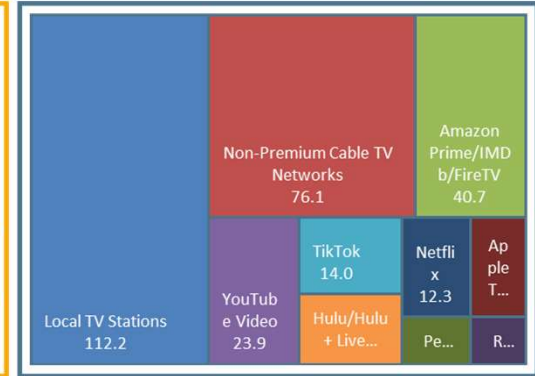 Local TV Stations
112.2
Non-Premium Cable TV
Networks
76.1
Amazon
Prime/IMD
b/FireTV
40.7
YouTub
e Video
23.9
TikTok
14.0
Hulu/Hulu
+ Live...
Netfli
x
12.3
Ap
ple
T...
Pe...
R...